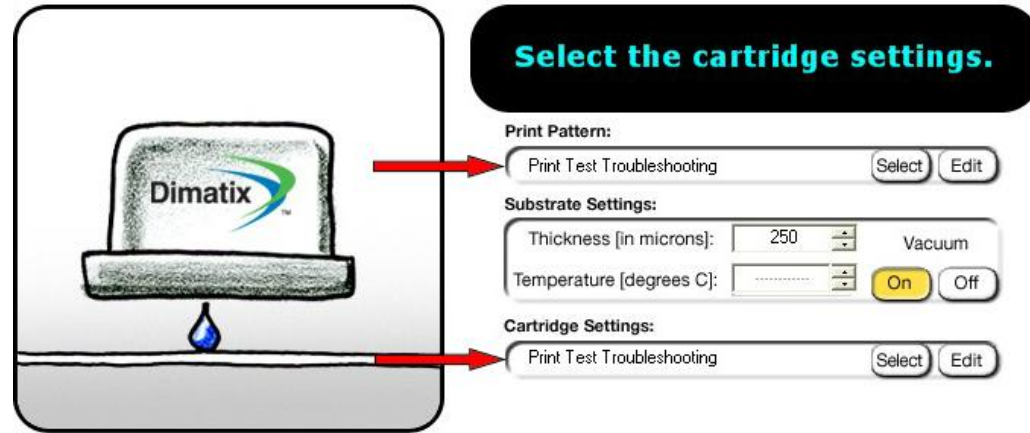 Select the cartridge settings.
Dimatix
TM
Print Pattern:
Print Test Troubleshooting Select Edit
Substrate Settings:
Thickness [in microns]: 250 Vacuum
Temperature [degrees C]: ------------ On Off
Cartridge Settings:
Print Test Troubleshooting Select Edit